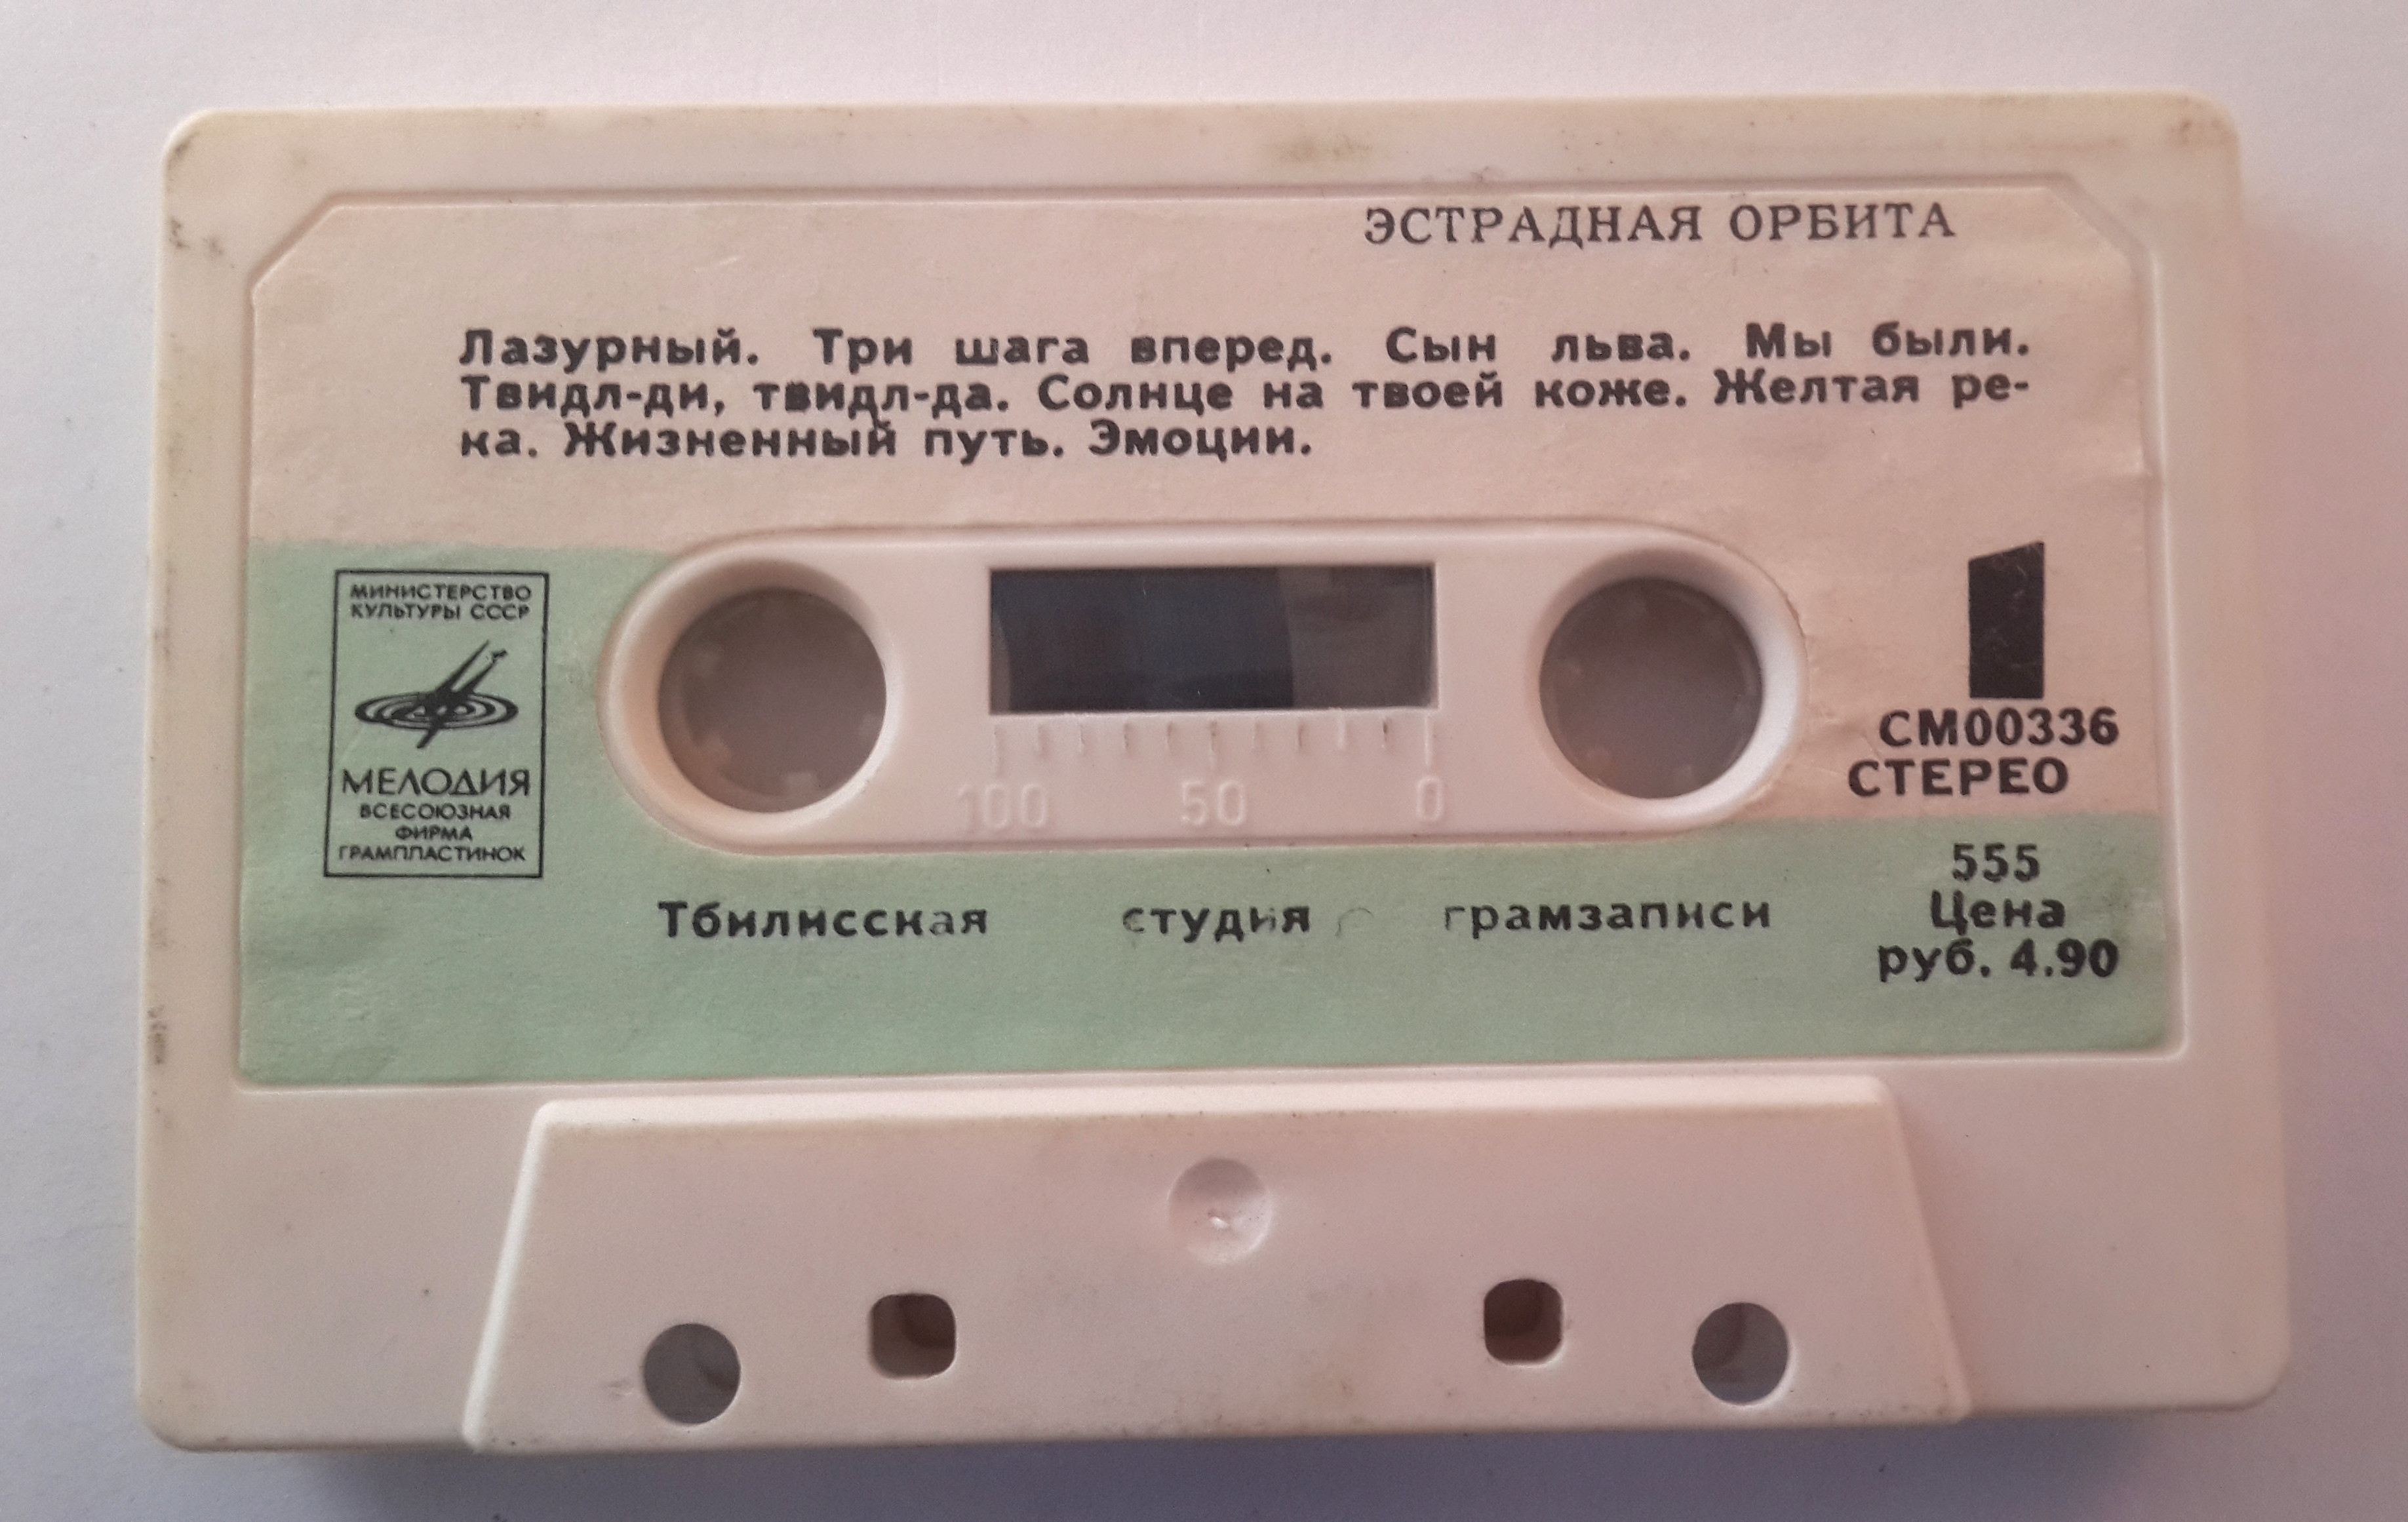 ЭСТРАДНАЯ ОРБИТА
Лазурный. Три шага вперед. Сын льва. Мы были.
Твидл-ди, твидл-да. Солнце на твоей коже. Желтая ре-
ка. Жизненный путь. Эмоции.
МИНИСТЕРСТВО
КУЛЬТУРЫ СССР
МЕЛОДИЯ
ВСЕСОЮЗНАЯ
ФИРМА
ГРАМПЛАСТИНОК
100 50 0
1
СМ00336
СТЕРЕО
555
Цена
руб. 4.90
Тбилисская студия грамзаписи